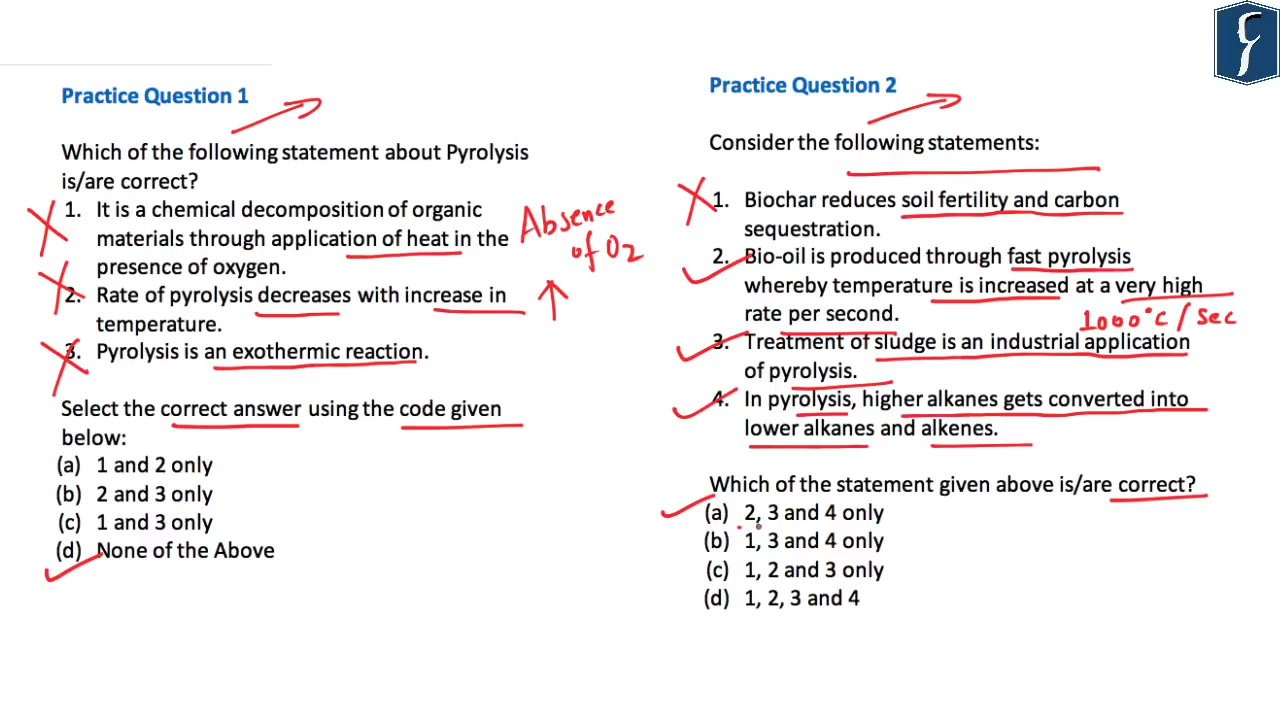 Practice Question 1
Which of the following statement about Pyrolysis
is/are correct?
1. It is a chemical decomposition of organic
materials through application of heat in the
presence of oxygen.
2. Rate of pyrolysis decreases with increase in
temperature.
3. Pyrolysis is an exothermic reaction.
Absence
of O2
Select the correct answer using the code given
below:
(a) 1 and 2 only
(b) 2 and 3 only
(c) 1 and 3 only
(d) None of the Above
Practice Question 2
Consider the following statements:
1. Biochar reduces soil fertility and carbon
sequestration.
2. Bio-oil is produced through fast pyrolysis
whereby temperature is increased at a very high
rate per second.
1000°C / Sec
3. Treatment of sludge is an industrial application
of pyrolysis.
4. In pyrolysis, higher alkanes gets converted into
lower alkanes and alkenes.
Which of the statement given above is/are correct?
(a) 2, 3 and 4 only
(b) 1, 3 and 4 only
(c) 1, 2 and 3 only
(d) 1, 2, 3 and 4